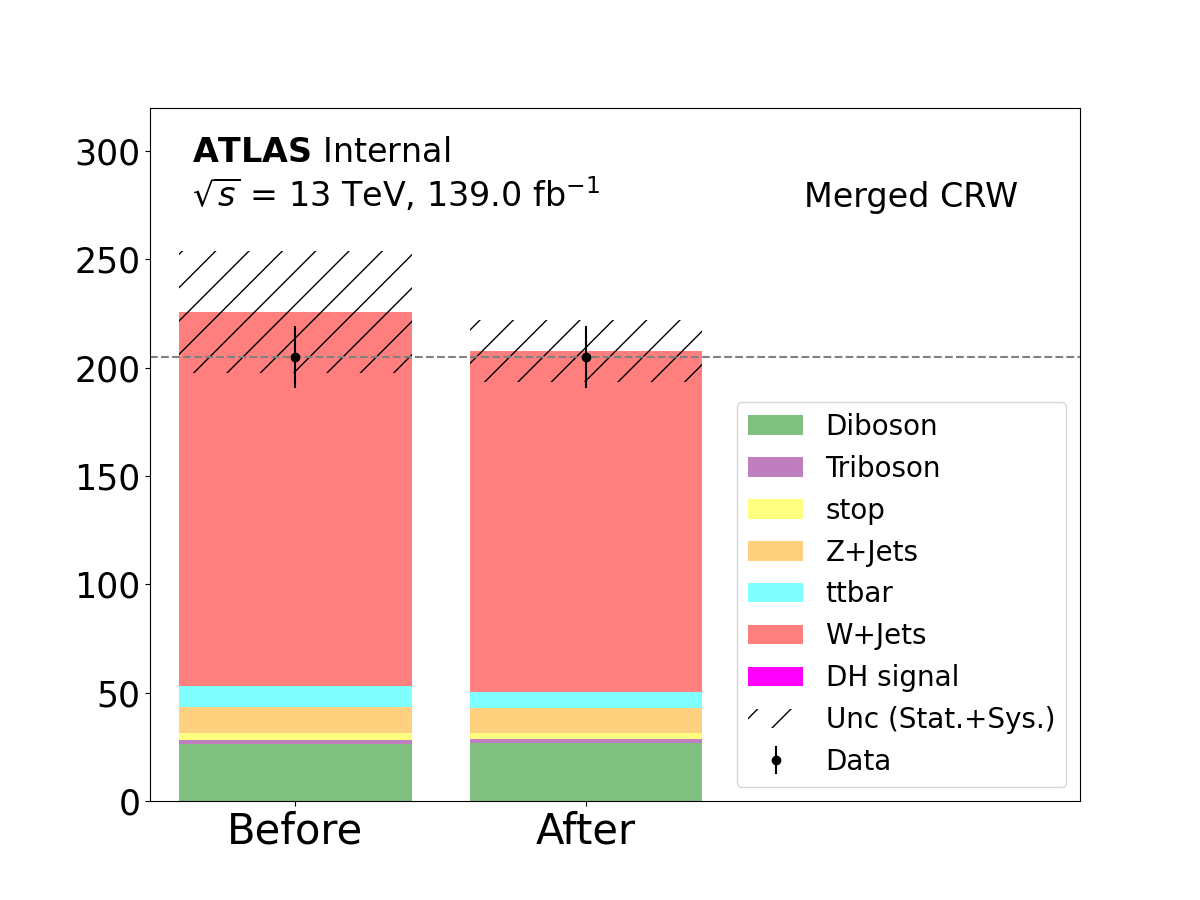 ATLAS Internal
√s = 13 TeV, 139.0 fb⁻¹
Merged CRW
300
250
200
150
100
50
0
Diboson
Triboson
stop
Z+Jets
ttbar
W+Jets
DH signal
Unc (Stat.+Sys.)
Data
Before
After